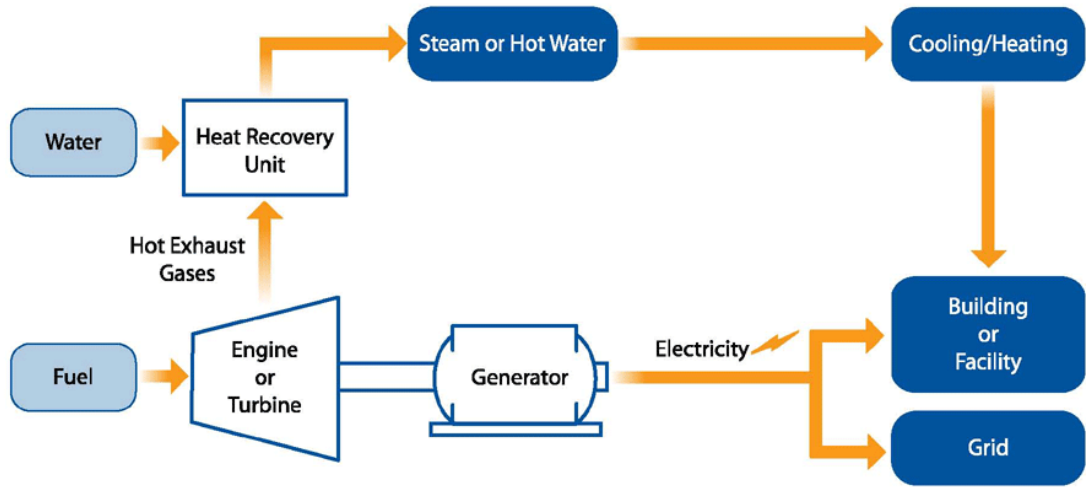 Steam or Hot Water
Cooling/Heating
Water
Heat Recovery
Unit
Hot Exhaust
Gases
Fuel
Engine
or
Turbine
Generator
Electricity
Building
or
Facility
Grid